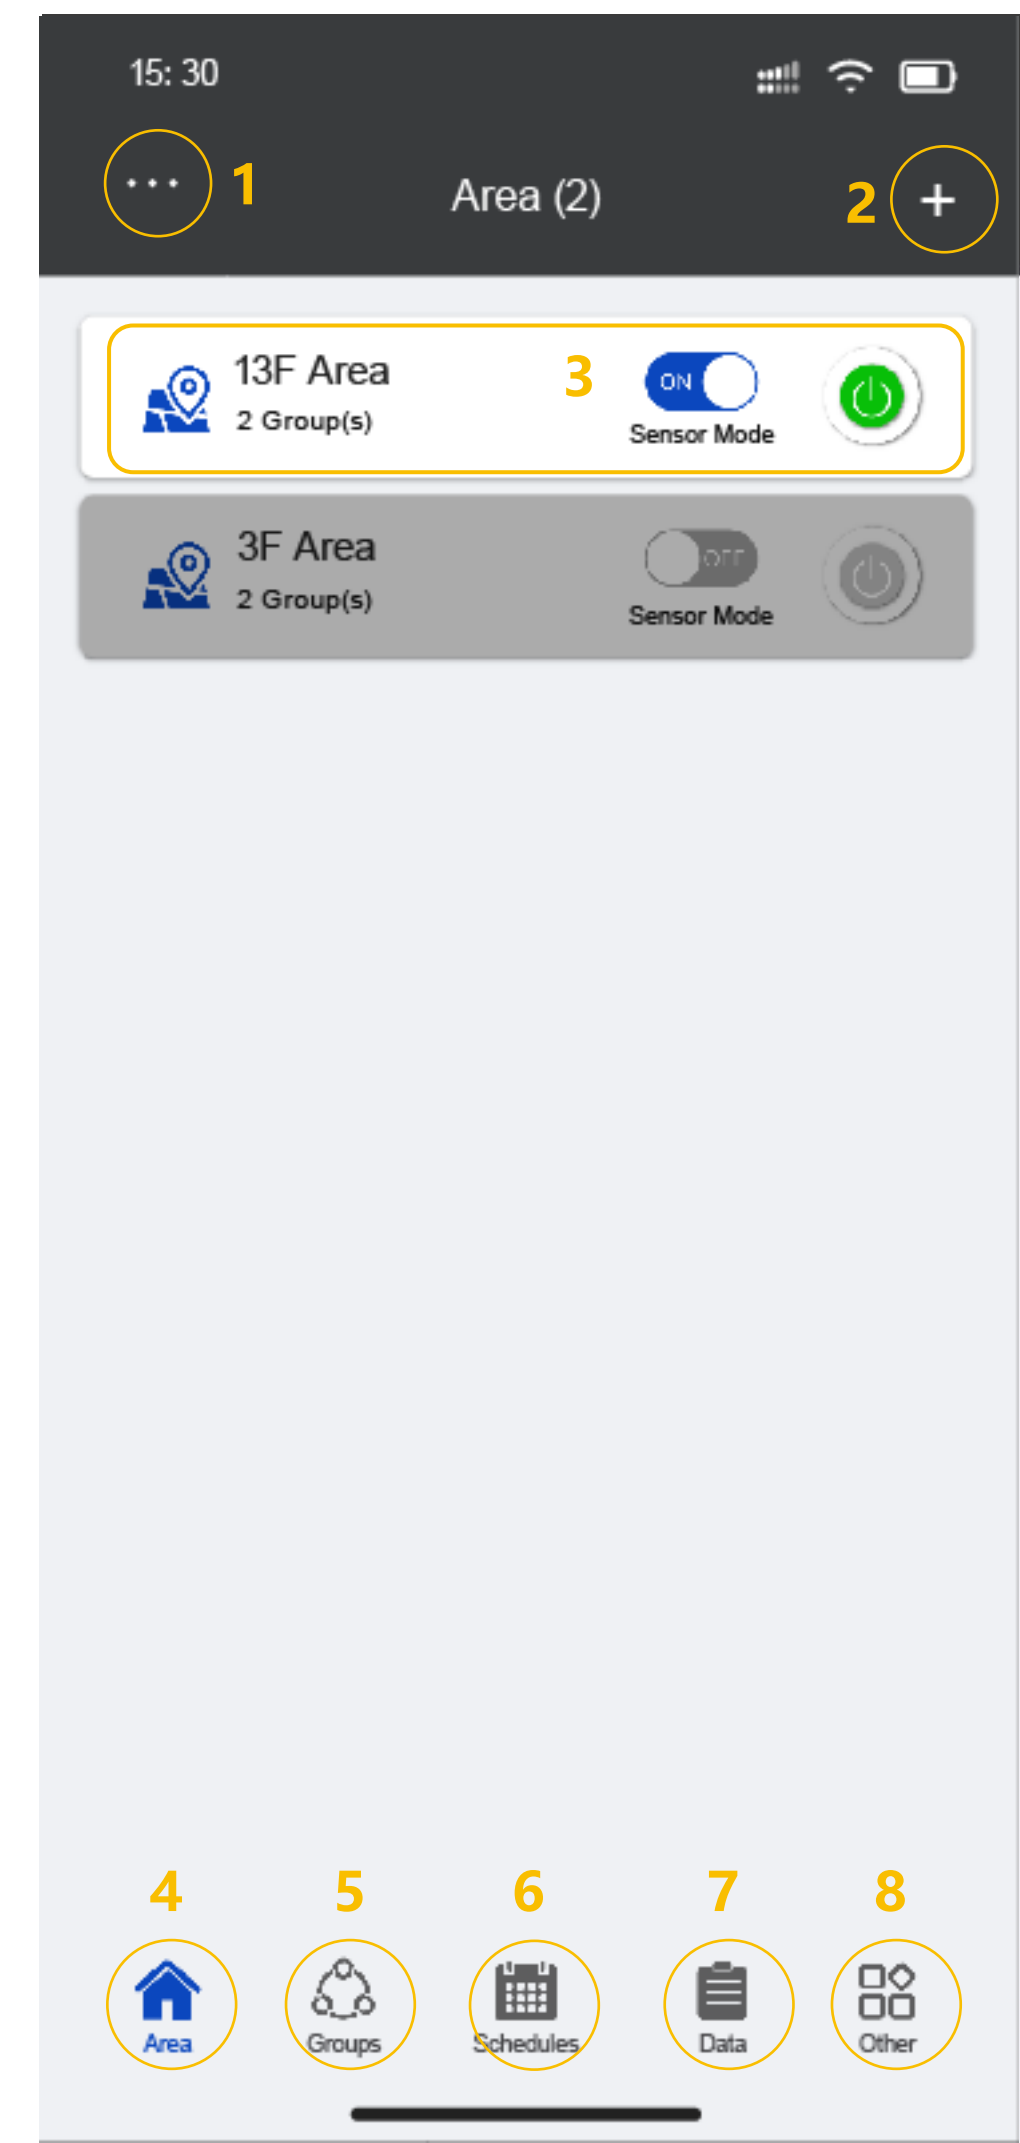 15: 30
1
Area (2)
2
13F Area
2 Group(s)
3
ON
Sensor Mode
3F Area
2 Group(s)
OFF
Sensor Mode
4 5 6 7 8
Area Groups Schedules Data Other